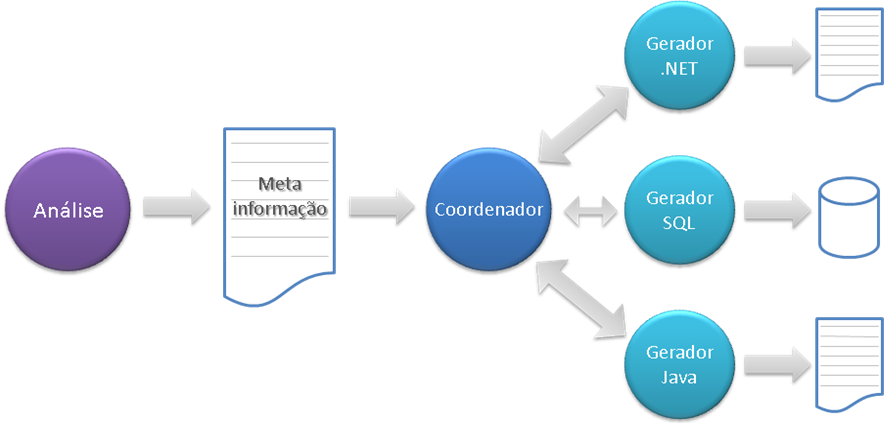 Análise
Meta
informação
Coordenador
Gerador
.NET
Gerador
SQL
Gerador
Java